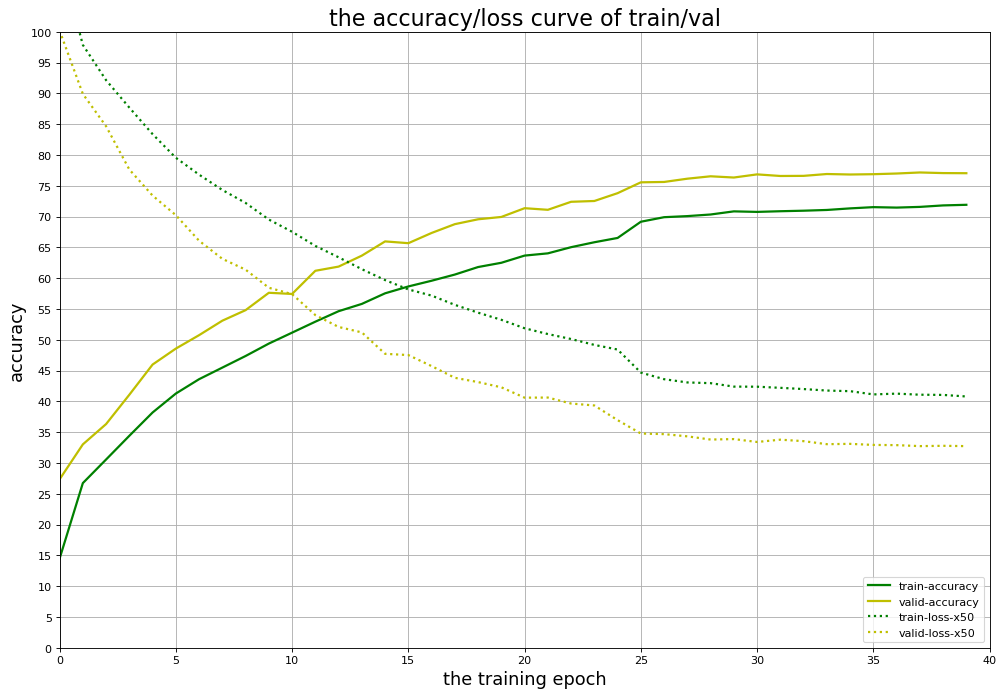 the accuracy/loss curve of train/val
100
95
90
85
80
75
70
65
60
55
50
45
40
35
30
25
20
15
10
5
0
accuracy
0 5 10 15 20 25 30 35 40
the training epoch
train-accuracy
valid-accuracy
train-loss-x50
valid-loss-x50